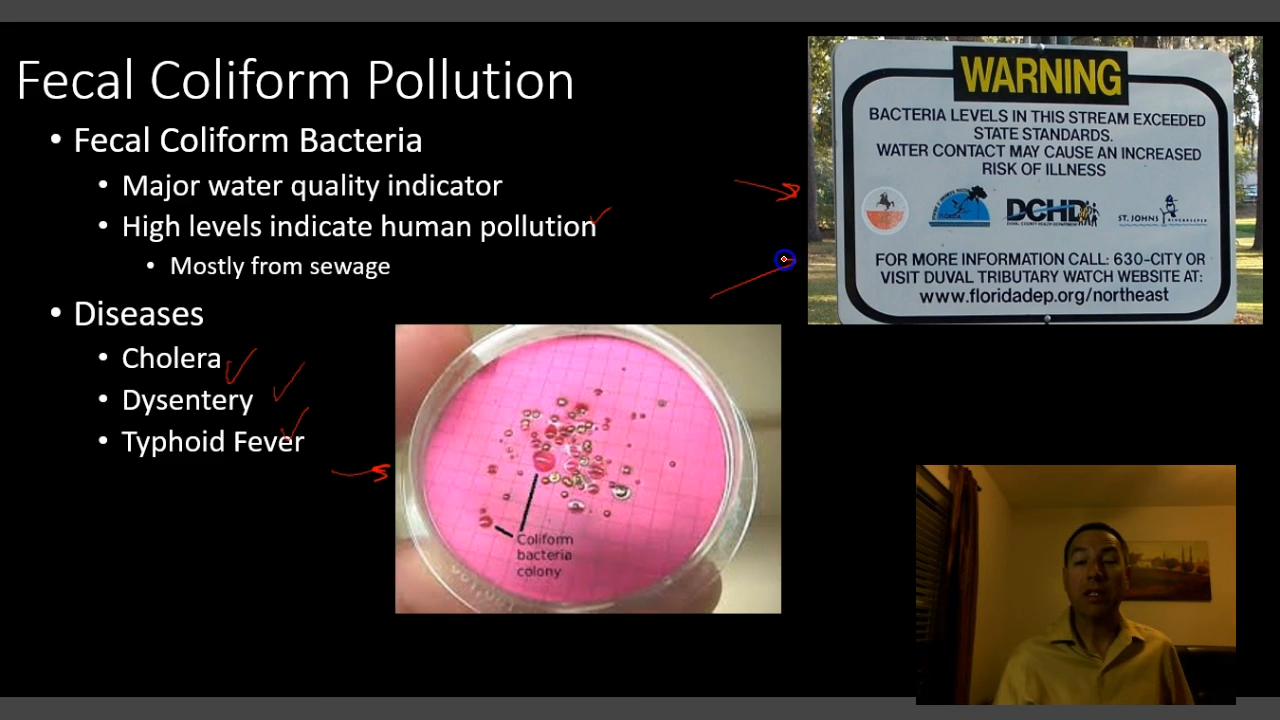 Fecal Coliform Pollution
• Fecal Coliform Bacteria
• Major water quality indicator
• High levels indicate human pollution
• Mostly from sewage
• Diseases
• Cholera
• Dysentery
• Typhoid Fever
WARNING
BACTERIA LEVELS IN THIS STREAM EXCEEDED
STATE STANDARDS.
WATER CONTACT MAY CAUSE AN INCREASED
RISK OF ILLNESS
DCHD
ST. JOHNS RIVERKEEPER
FOR MORE INFORMATION CALL: 630-CITY OR
VISIT DUVAL TRIBUTARY WATCH WEBSITE AT:
www.floridadep.org/northeast
Coliform
bacteria
colony